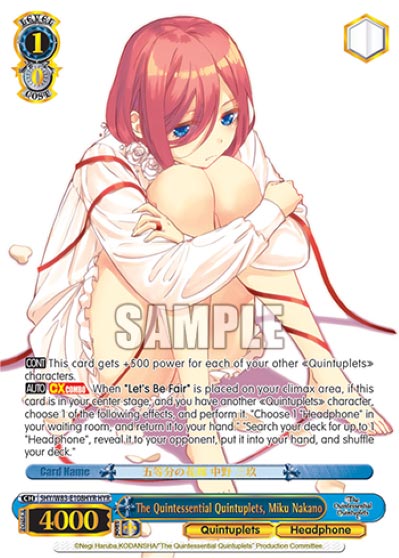 LEVEL
1
0
COST
SAMPLE
CONT This card gets +500 power for each of your other «Quintuplets»
characters.
AUTO CX COMBO When "Let's Be Fair" is placed on your climax area, if this
card is in your center stage, and you have another «Quintuplets» character,
choose 1 of the following effects, and perform it. "Choose 1 "Headphone" in
your waiting room, and return it to your hand." "Search your deck for up to 1
"Headphone", reveal it to your opponent, put it into your hand, and shuffle
your deck."
Card Name
五等分の花嫁 中野 三玖
CH
The Quintessential Quintuplets, Miku Nakano
The Quintessential Quintuplets
POWER
4000
Quintuplets
Headphone
©Negi Haruba,KODANSHA/"The Quintessential Quintuplets" Production Committee.